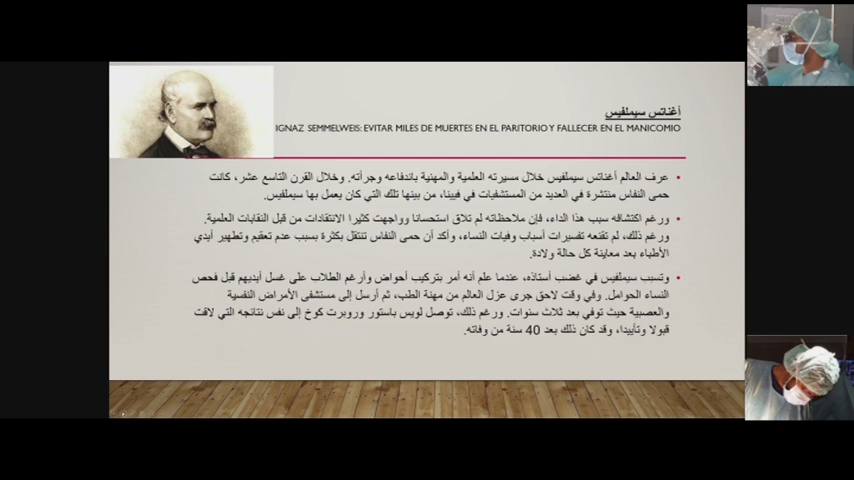 أغناتس سيملفيس
IGNAZ SEMMELWEIS: EVITAR MILES DE MUERTES EN EL PARITORIO Y FALLECER EN EL MANICOMIO
• عرف العالم أغناتس سيملفيس خلال مسيرته العلمية والمهنية باندفاعه وجرأته. وخلال القرن التاسع عشر، كانت
حمى النفاس منتشرة في العديد من المستشفيات في فيينا، من بينها تلك التي كان يعمل بها سيملفيس.
• ورغم اكتشافه سبب هذا الداء، فإن ملاحظاته لم تلاق استحسانا وواجهت كثيرا الانتقادات من قبل النقابات العلمية.
ورغم ذلك، لم تقنعه تفسيرات أسباب وفيات النساء، وأكد أن حمى النفاس تنتقل بكثرة بسبب عدم تعقيم وتطهير أيدي
الأطباء بعد معاينة كل حالة ولادة.
• وتسبب سيملفيس في غضب أستاذه، عندما علم أنه أمر بتركيب أحواض وأرغم الطلاب على غسل أيديهم قبل فحص
النساء الحوامل. وفي وقت لاحق جرى عزل العالم من مهنة الطب، ثم أرسل إلى مستشفى الأمراض النفسية
والعصبية حيث توفي بعد ثلاث سنوات. ورغم ذلك، توصل لويس باستور وروبرت كوخ إلى نفس نتائجه التي لاقت
قبولا وتأييدا، وقد كان ذلك بعد 40 سنة من وفاته.